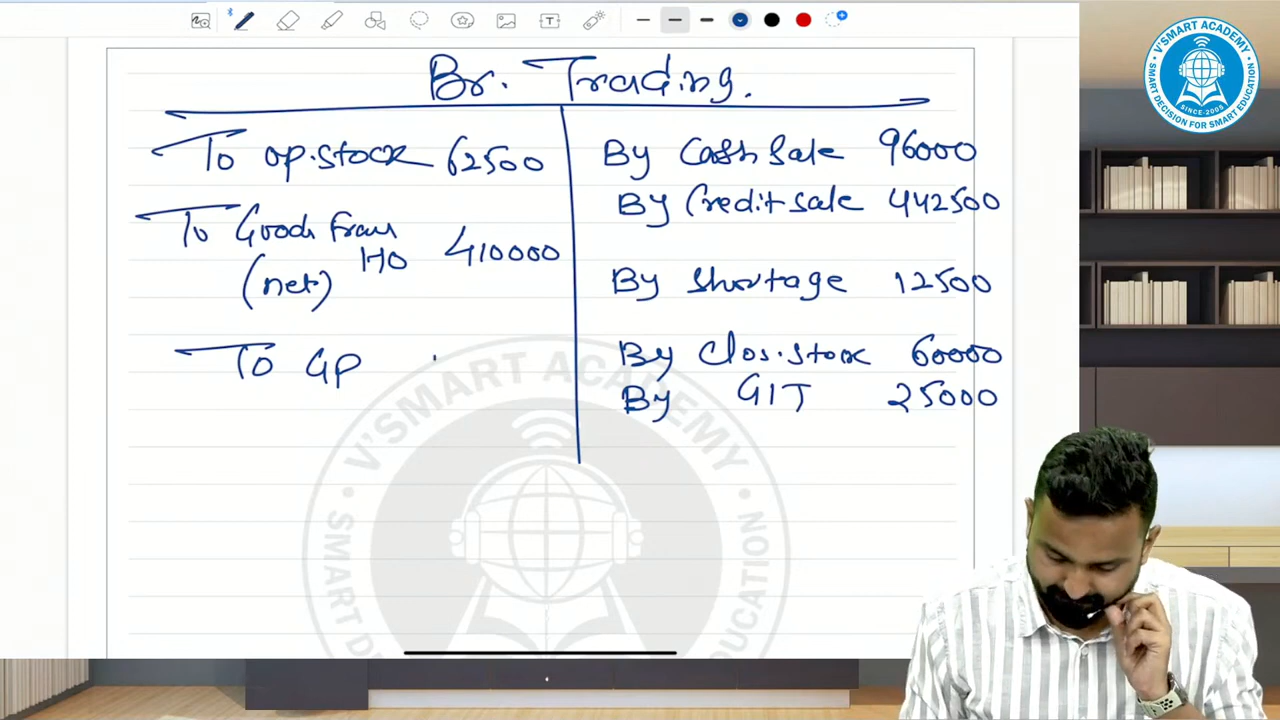 Br. Trading.
To op.stock 62500
To Goods from
HO 410000
(net)
To GP
By Cash Sale 96000
By Credit Sale 442500
By Shortage 12500
By Clos.stock 60000
By GIT 25000
V'SMART ACADEMY
SINCE-2005
SMART DECISION FOR SMART EDUCATION
V'SMART ACADEMY